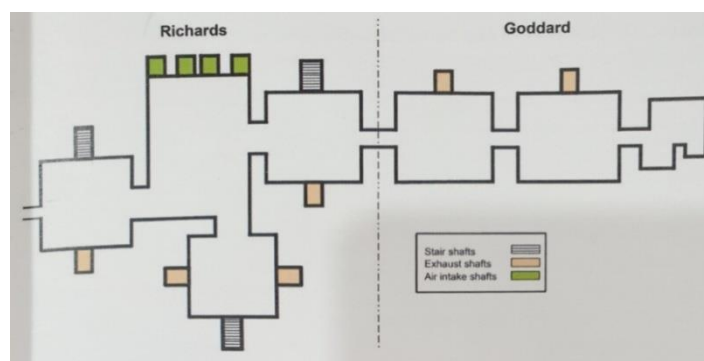 Richards
Goddard
Stair shafts
Exhaust shafts
Air intake shafts